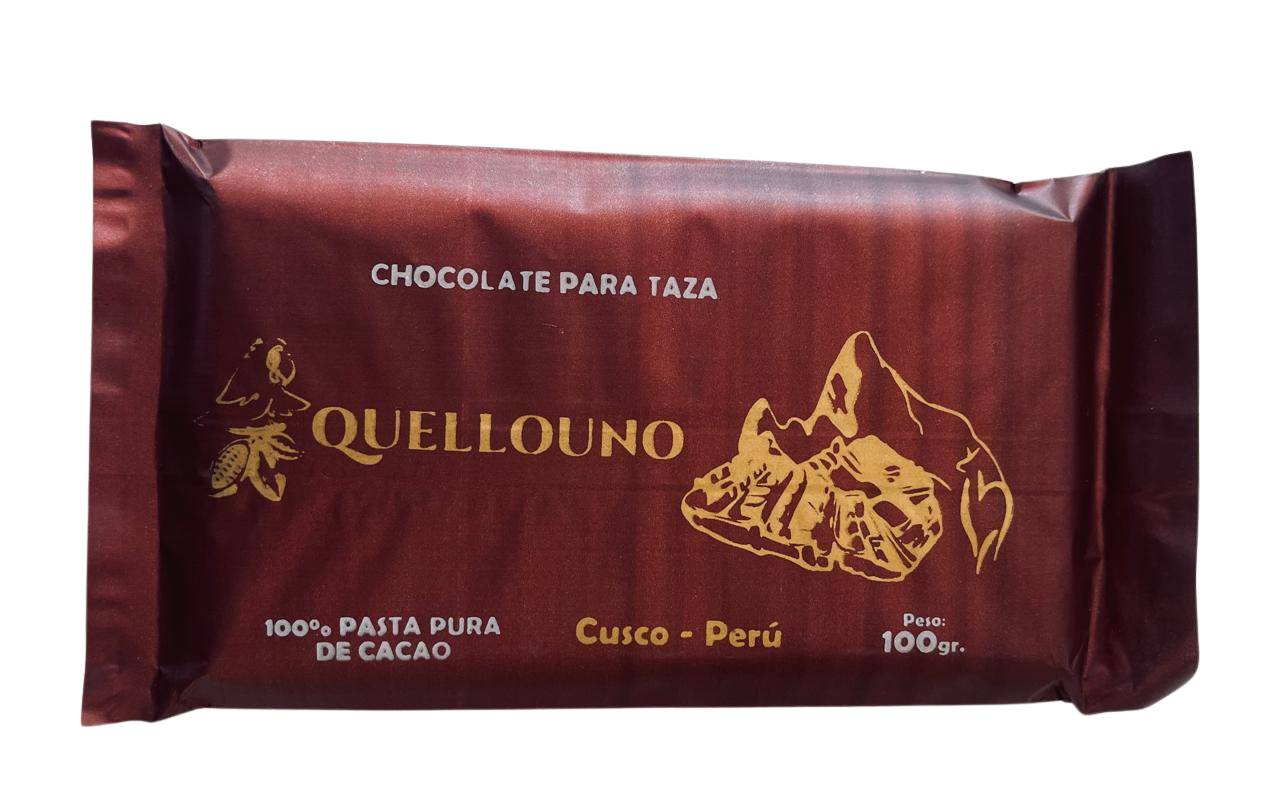 CHOCOLATE PARA TAZA
QUELLOUNO
100% PASTA PURA
DE CACAO
Cusco - Perú
Peso:
100gr.